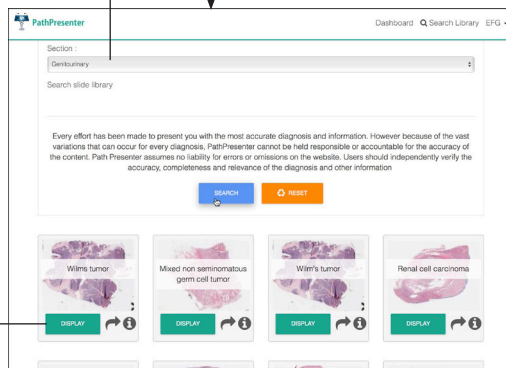 PathPresenter
Dashboard Search Library EFG
Section :
Genitourinary
Search slide library
Every effort has been made to present you with the most accurate diagnosis and information. However because of the vast
variations that can occur for every diagnosis, PathPresenter cannot be held responsible or accountable for the accuracy of
the content. Path Presenter assumes no liability for errors or omissions on the website. Users should independently verify the
accuracy, completeness and relevance of the diagnosis and other information
SEARCH RESET
Wilms tumor
Mixed non seminomatous
germ cell tumor
Wilm's tumor
Renal cell carcinoma
DISPLAY DISPLAY DISPLAY DISPLAY